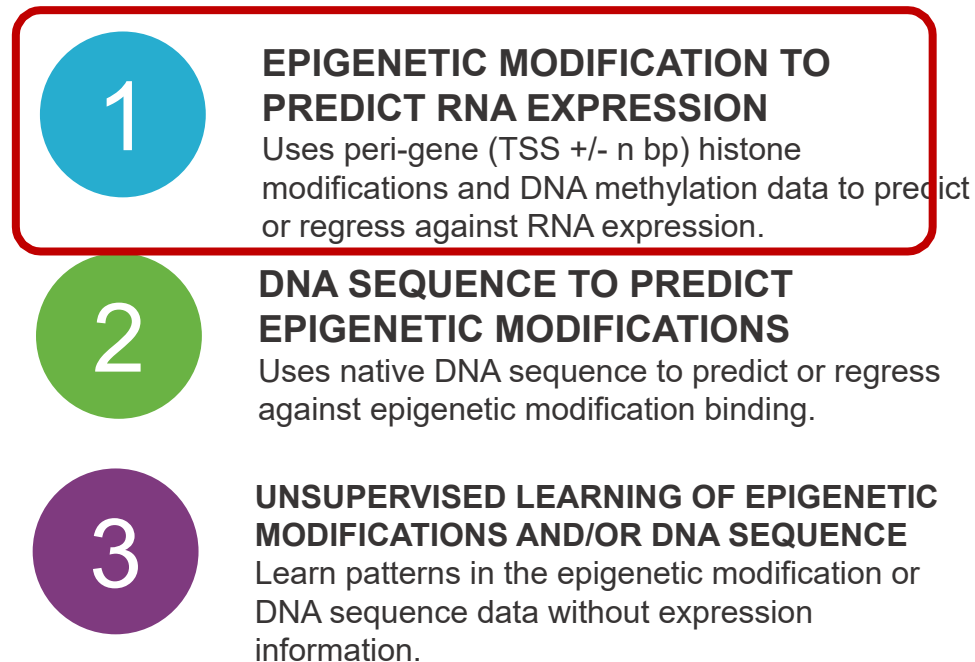 1
EPIGENETIC MODIFICATION TO
PREDICT RNA EXPRESSION
Uses peri-gene (TSS +/- n bp) histone
modifications and DNA methylation data to predict
or regress against RNA expression.
2
DNA SEQUENCE TO PREDICT
EPIGENETIC MODIFICATIONS
Uses native DNA sequence to predict or regress
against epigenetic modification binding.
3
UNSUPERVISED LEARNING OF EPIGENETIC
MODIFICATIONS AND/OR DNA SEQUENCE
Learn patterns in the epigenetic modification or
DNA sequence data without expression
information.